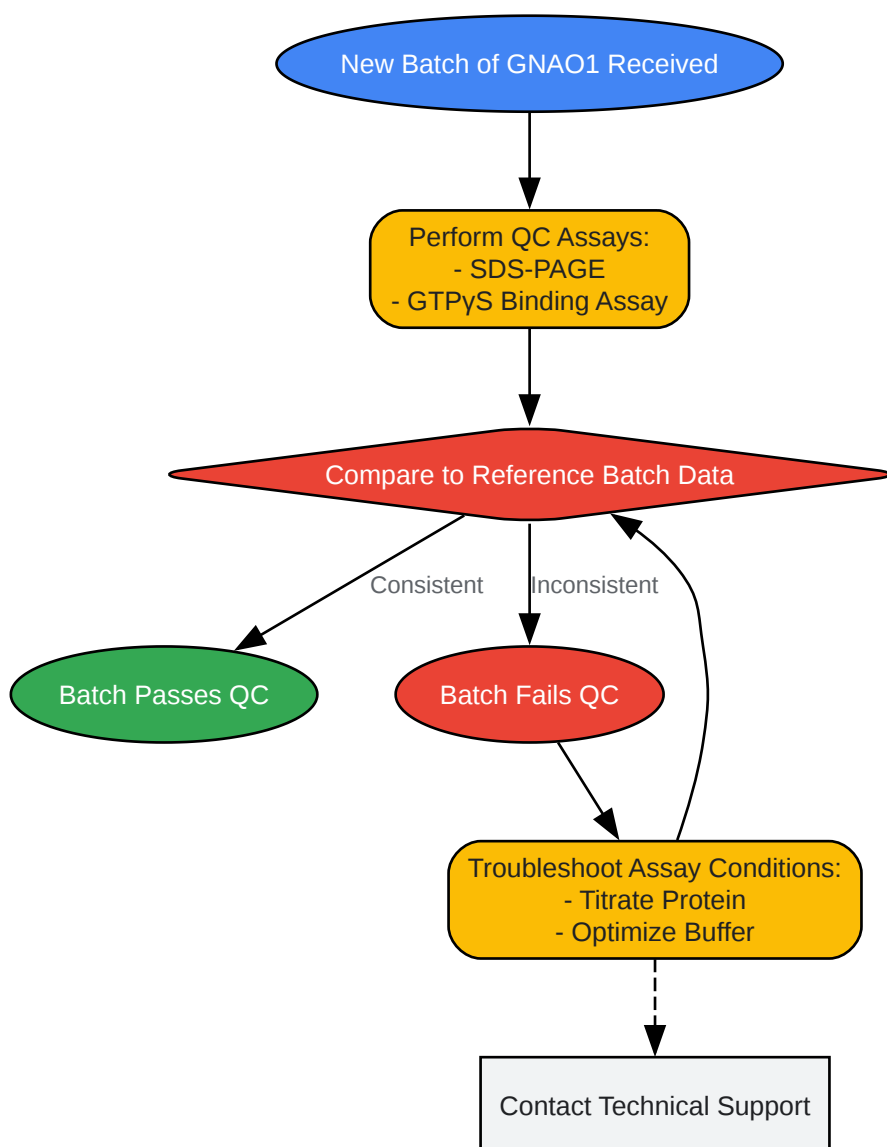 New Batch of GNAO1 Received
Perform QC Assays:
- SDS-PAGE
- GTPγS Binding Assay
Compare to Reference Batch Data
Consistent
Inconsistent
Batch Passes QC
Batch Fails QC
Troubleshoot Assay Conditions:
- Titrate Protein
- Optimize Buffer
Contact Technical Support